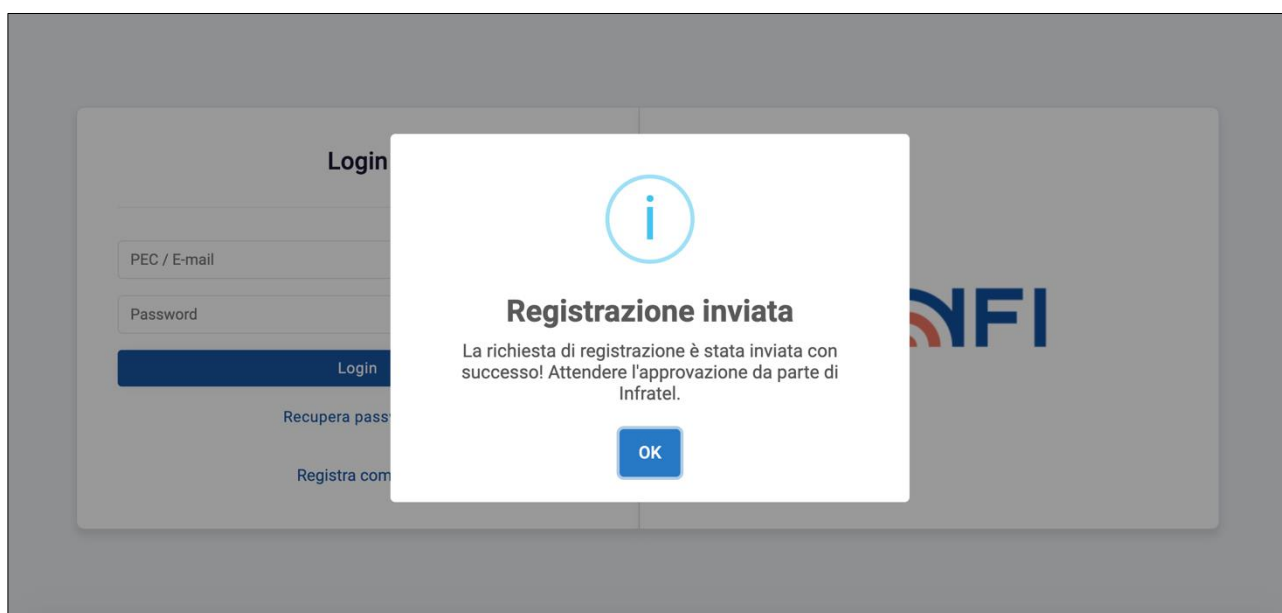 Login
PEC / E-mail
Password
Login
Recupera pass
Registra com
i
Registrazione inviata
La richiesta di registrazione è stata inviata con
successo! Attendere l'approvazione da parte di
Infratel.
OK
FI